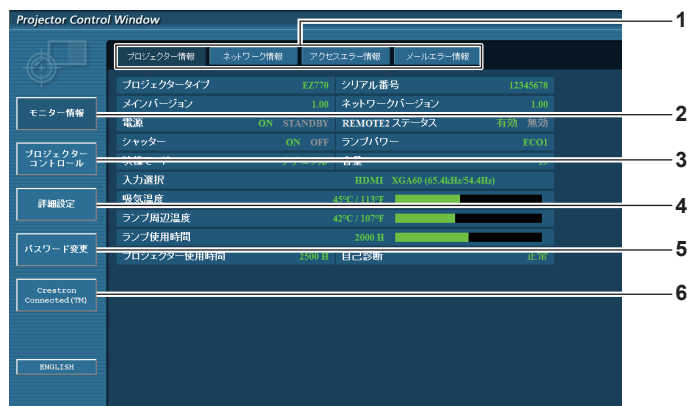 Projector Control Window
1
プロジェクター情報 ネットワーク情報 アクセスエラー情報 メールエラー情報
プロジェクタータイプ EZ770 シリアル番号 12345678
メインバージョン 1.00 ネットワークバージョン 1.00
モニター情報
2
電源 ON STANDBY REMOTE2 ステータス 有効 無効
シャッター ON OFF ランプパワー ECO1
プロジェクター
コントロール
3
映像モード 音量
入力選択 HDMI XGA60 (65.4kHz/54.4Hz)
詳細設定
4
吸気温度 45°C / 113°F
ランプ周辺温度 42°C / 107°F
ランプ使用時間 2000 H
パスワード変更
5
プロジェクター使用時間 2500 H 自己診断 正常
Crestron
Connected(TM)
6
ENGLISH